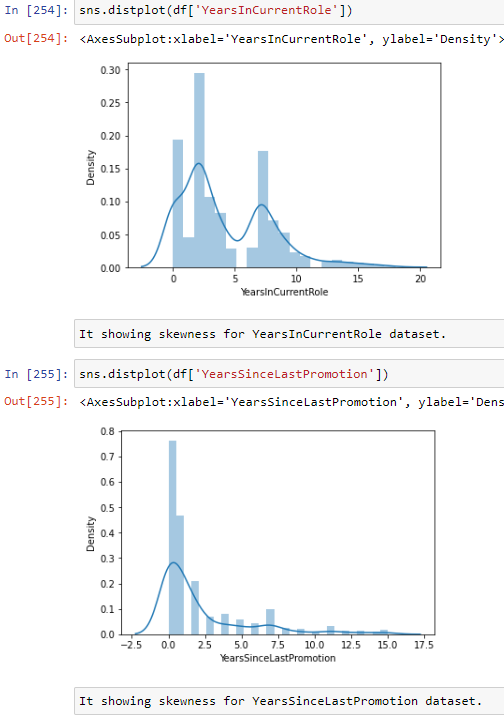 In [254]: sns.distplot(df['YearsInCurrentRole'])
Out[254]: <AxesSubplot:xlabel='YearsInCurrentRole', ylabel='Density'>
0.30
0.25
0.20
0.15
0.10
0.05
0.00
Density
0 5 10 15 20
YearsInCurrentRole
It showing skewness for YearsInCurrentRole dataset.
In [255]: sns.distplot(df['YearsSinceLastPromotion'])
Out[255]: <AxesSubplot:xlabel='YearsSinceLastPromotion', ylabel='Dens
0.8
0.7
0.6
0.5
0.4
0.3
0.2
0.1
0.0
Density
−2.5 0.0 2.5 5.0 7.5 10.0 12.5 15.0 17.5
YearsSinceLastPromotion
It showing skewness for YearsSinceLastPromotion dataset.